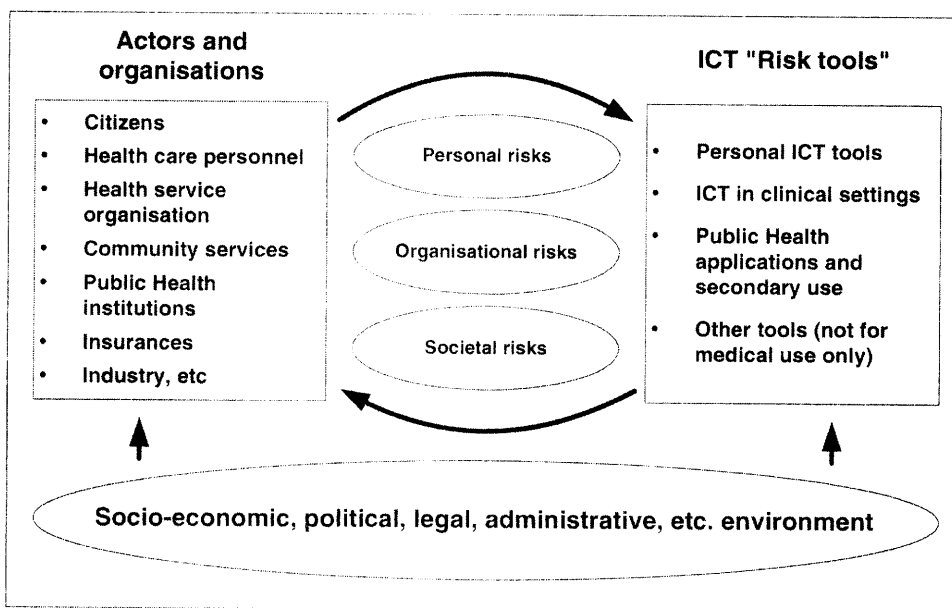 Actors and
organisations
• Citizens
• Health care personnel
• Health service
organisation
• Community services
• Public Health
institutions
• Insurances
• Industry, etc
Personal risks
Organisational risks
Societal risks
ICT "Risk tools"
• Personal ICT tools
• ICT in clinical settings
• Public Health
applications and
secondary use
• Other tools (not for
medical use only)
Socio-economic, political, legal, administrative, etc. environment